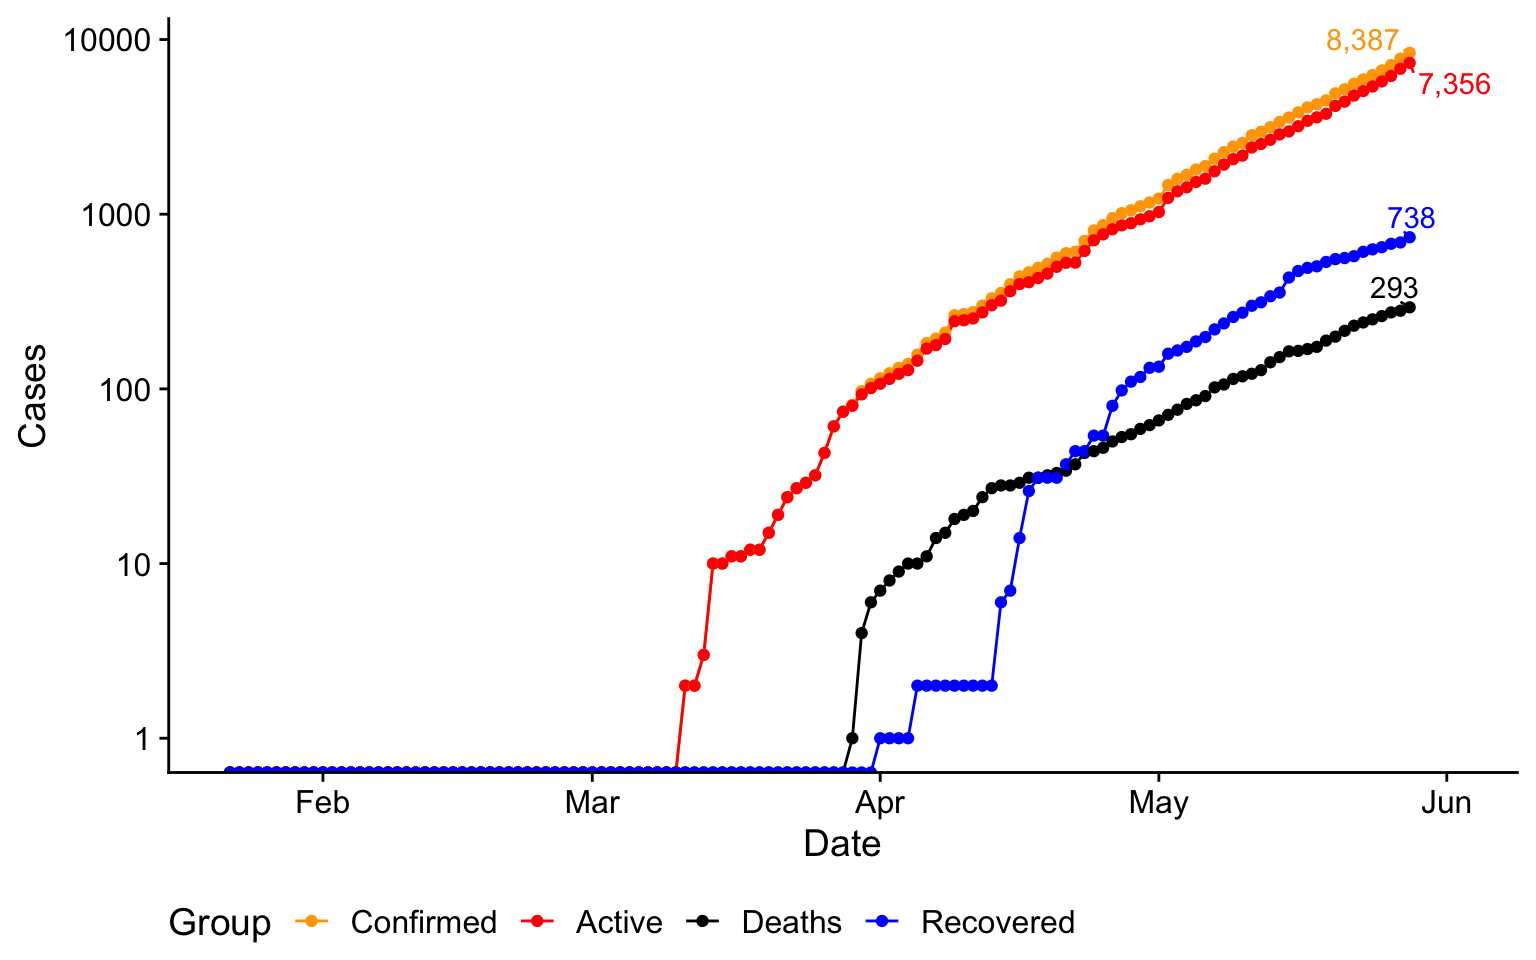 10000
8,387
7,356
1000
738
293
Cases
100
10
1
Feb Mar Apr May Jun
Date
Group Confirmed Active Deaths Recovered